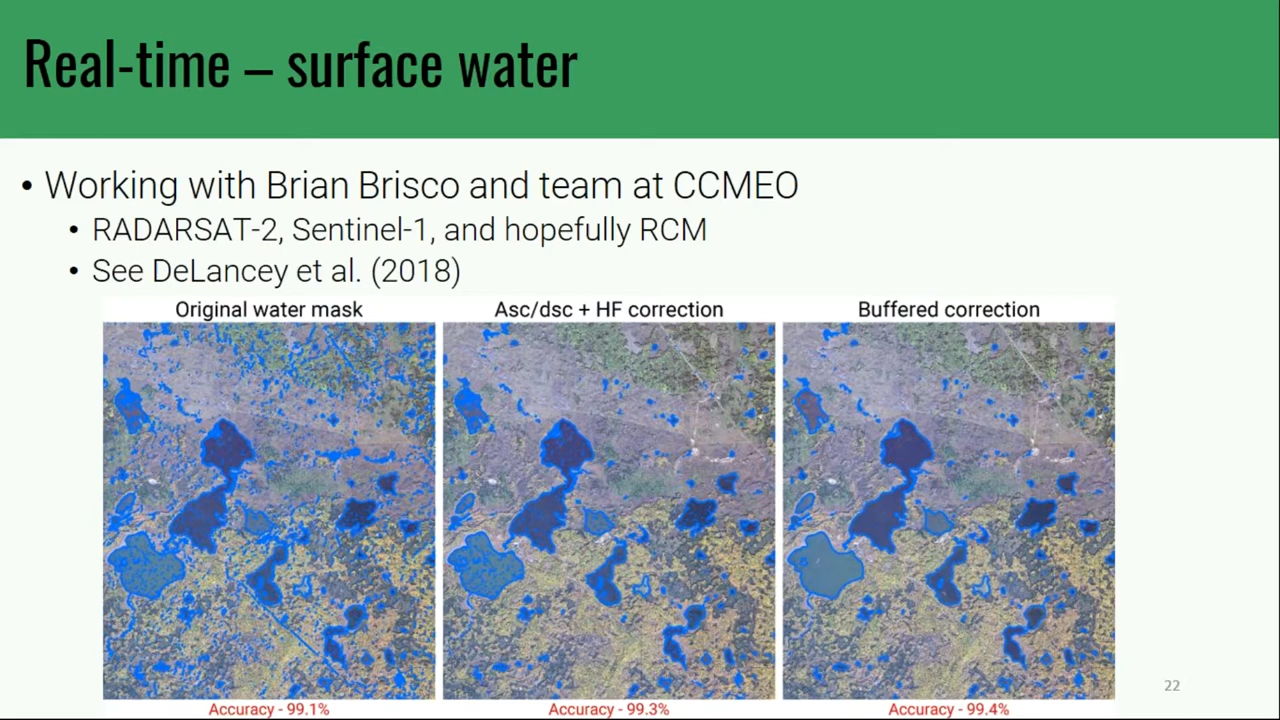 Real-time – surface water
• Working with Brian Brisco and team at CCMEO
• RADARSAT-2, Sentinel-1, and hopefully RCM
• See DeLancey et al. (2018)
Original water mask
Asc/dsc + HF correction
Buffered correction
Accuracy - 99.1%
Accuracy - 99.3%
Accuracy - 99.4%
22